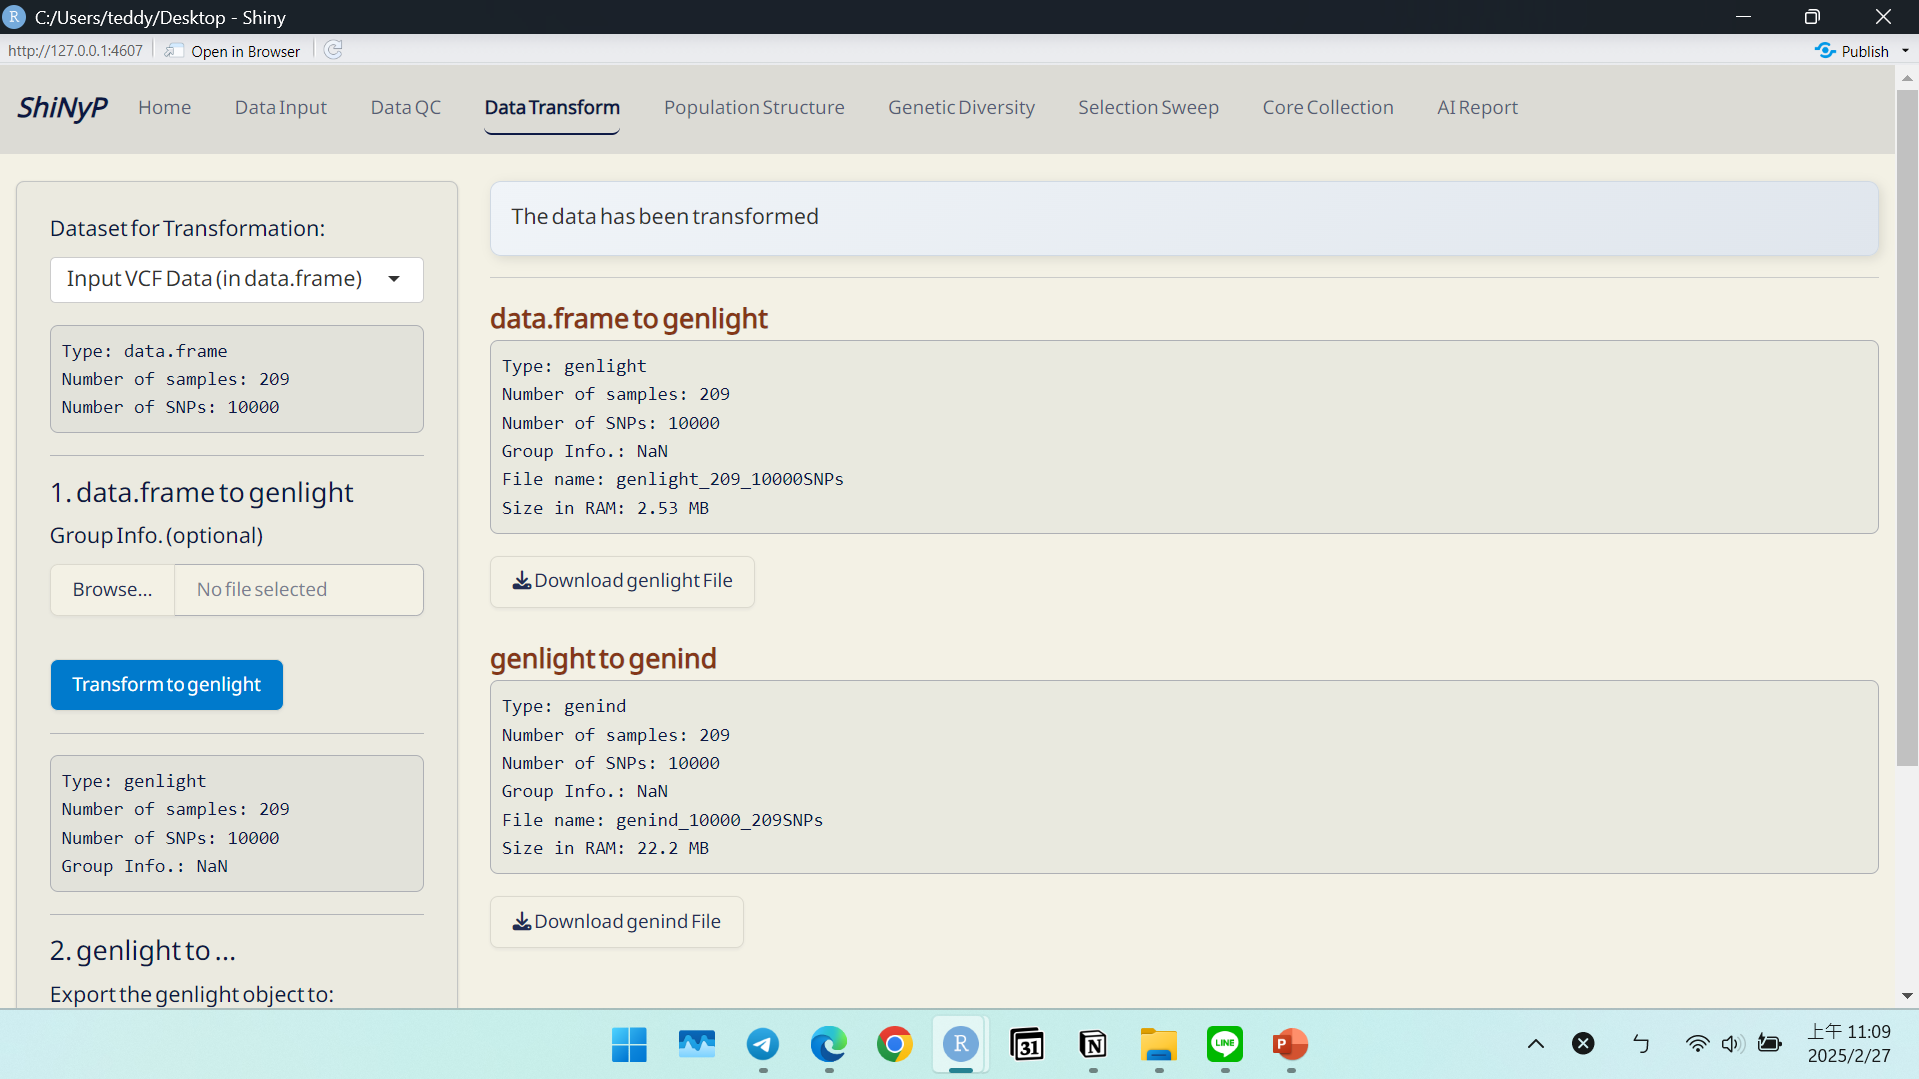 C:/Users/teddy/Desktop - Shiny
http://127.0.0.1:4607
Open in Browser
Publish
ShiNyP
Home
Data Input
Data QC
Data Transform
Population Structure
Genetic Diversity
Selection Sweep
Core Collection
AI Report
Dataset for Transformation:
Input VCF Data (in data.frame)
Type: data.frame
Number of samples: 209
Number of SNPs: 10000
1. data.frame to genlight
Group Info. (optional)
Browse...
No file selected
Transform to genlight
Type: genlight
Number of samples: 209
Number of SNPs: 10000
Group Info.: NaN
2. genlight to ...
Export the genlight object to:
The data has been transformed
data.frame to genlight
Type: genlight
Number of samples: 209
Number of SNPs: 10000
Group Info.: NaN
File name: genlight_209_10000SNPs
Size in RAM: 2.53 MB
Download genlight File
genlight to genind
Type: genind
Number of samples: 209
Number of SNPs: 10000
Group Info.: NaN
File name: genind_10000_209SNPs
Size in RAM: 22.2 MB
Download genind File
R
31
N
LINE
P
ㄅ
上午 11:09
2025/2/27